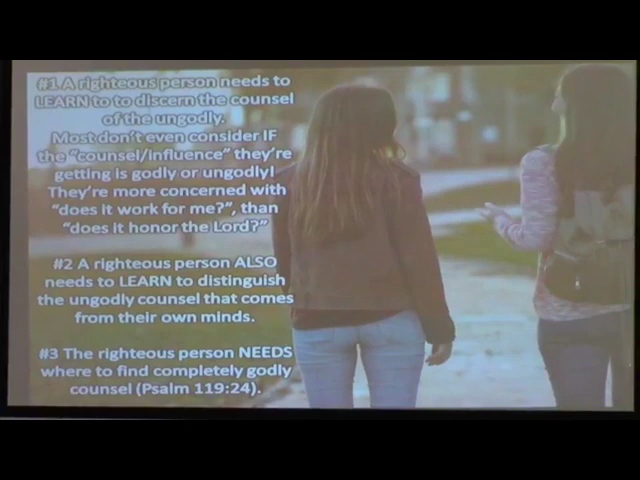 #1 A righteous person needs to
LEARN to to discern the counsel
of the ungodly.
Most don't even consider IF
the "counsel/influence" they're
getting is godly or ungodly!
They're more concerned with
"does it work for me?", than
"does it honor the Lord?"
#2 A righteous person ALSO
needs to LEARN to distinguish
the ungodly counsel that comes
from their own minds.
#3 The righteous person NEEDS
where to find completely godly
counsel (Psalm 119:24).